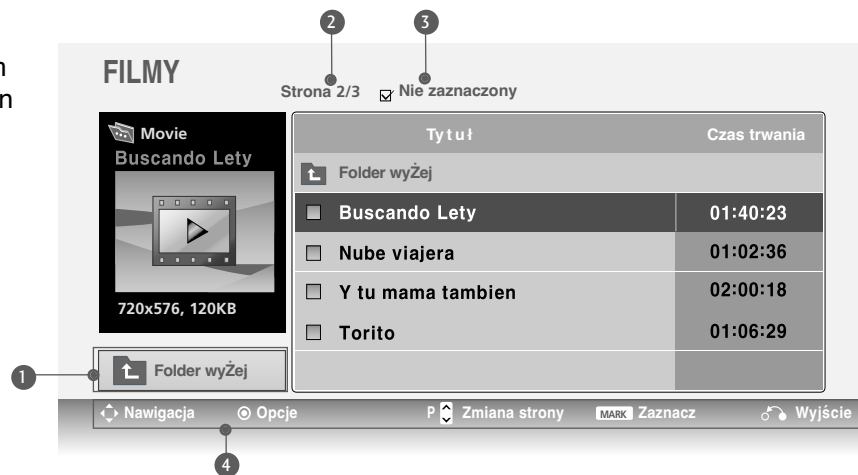 2 3
n
n
FILMY
Strona 2/3 Nie zaznaczony
Movie
Buscando Lety
720x576, 120KB
Tytuł Czas trwania
Folder wyŻej
Buscando Lety 01:40:23
Nube viajera 01:02:36
Y tu mama tambien 02:00:18
Torito 01:06:29
1 Folder wyŻej
Nawigacja Opcje P Zmiana strony MARK Zaznacz Wyjście
4